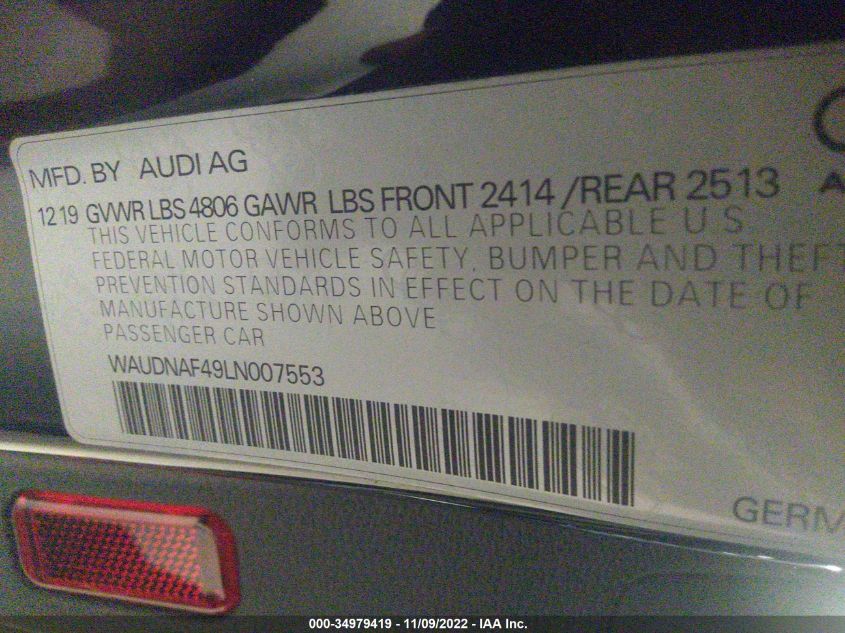 MFD. BY AUDI AG
12 19 GVWR LBS 4806 GAWR LBS FRONT 2414 /REAR 2513
THIS VEHICLE CONFORMS TO ALL APPLICABLE U S
FEDERAL MOTOR VEHICLE SAFETY, BUMPER AND THEFT
PREVENTION STANDARDS IN EFFECT ON THE DATE OF
MANUFACTURE SHOWN ABOVE
PASSENGER CAR
WAUDNAF49LN007553
GERM
000-34979419 - 11/09/2022 - IAA Inc.